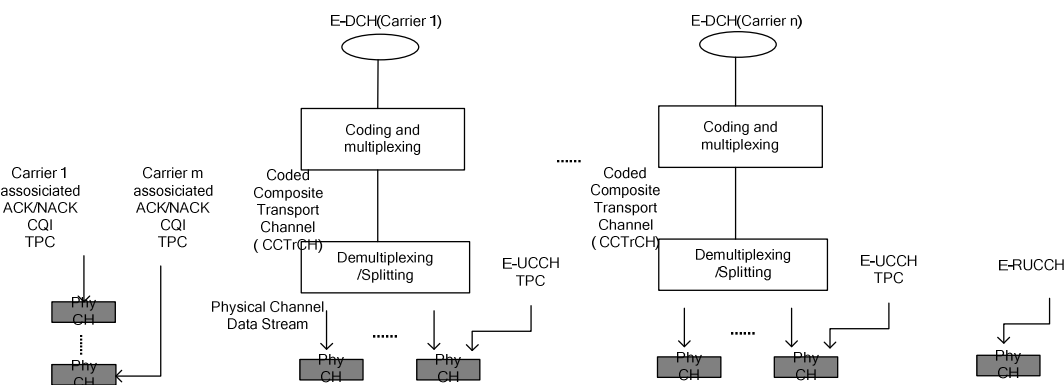 E-DCH(Carrier 1)
E-DCH(Carrier n)
Coding and
multiplexing
Coding and
multiplexing
......
Carrier 1
assosiciated
ACK/NACK
CQI
TPC
Carrier m
assosiciated
ACK/NACK
CQI
TPC
Coded
Composite
Transport
Channel
( CCTrCH)
Coded
Composite
Transport
Channel
( CCTrCH)
Demultiplexing
/Splitting
Demultiplexing
/Splitting
E-UCCH
TPC
E-UCCH
TPC
E-RUCCH
Physical Channel
Data Stream
......
......
......
Phy
CH
Phy
CH
Phy
CH
Phy
CH
Phy
CH
Phy
CH
Phy
CH